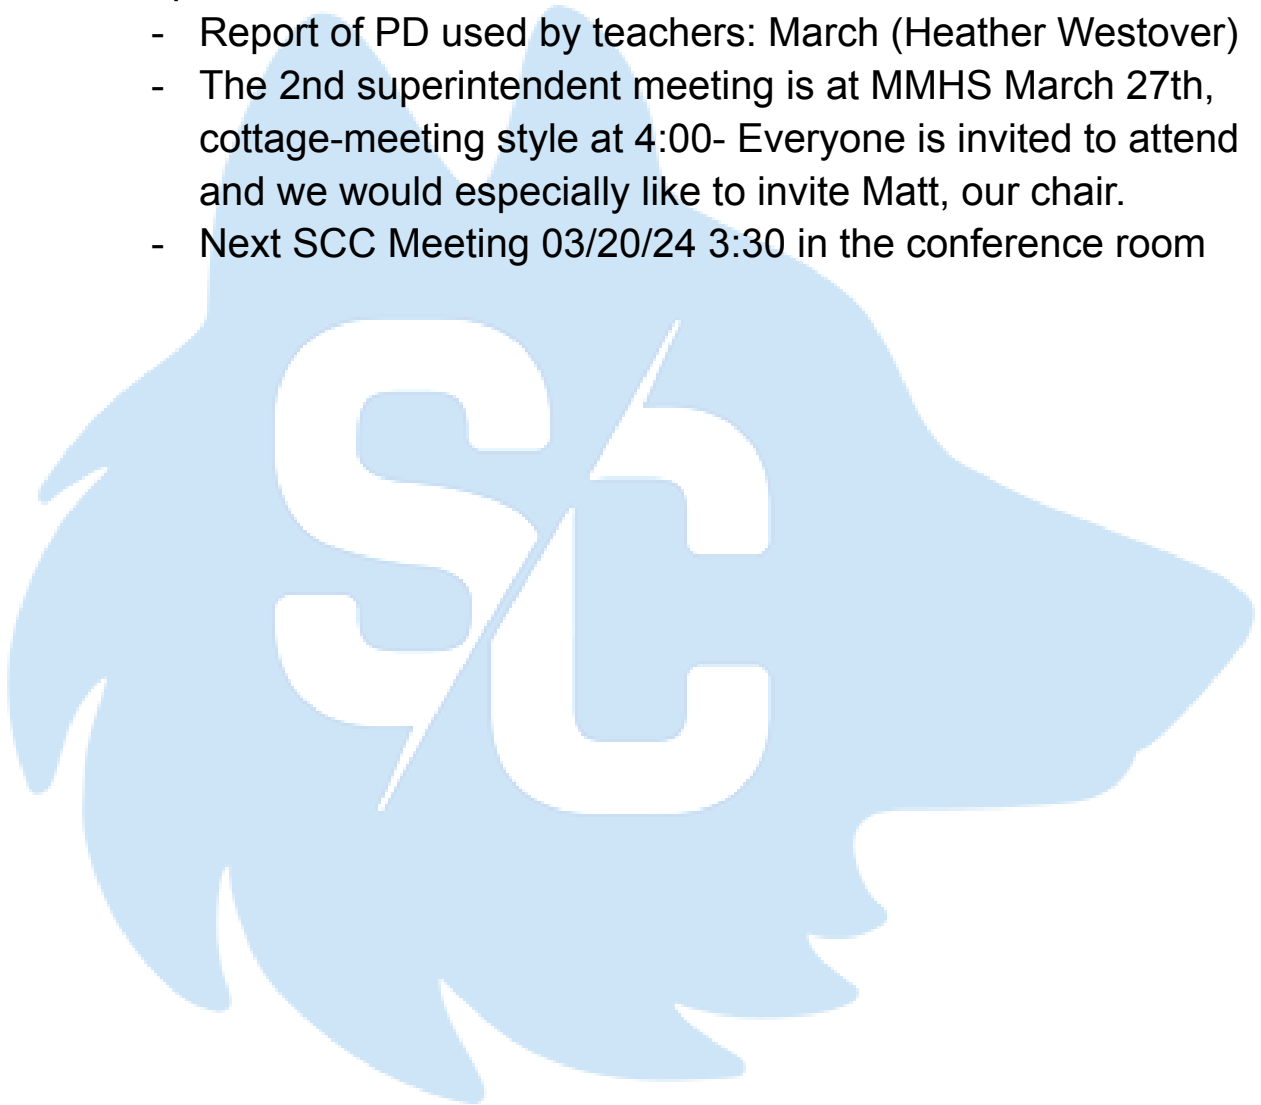 - Report of PD used by teachers: March (Heather Westover)
- The 2nd superintendent meeting is at MMHS March 27th,
cottage-meeting style at 4:00- Everyone is invited to attend
and we would especially like to invite Matt, our chair.
- Next SCC Meeting 03/20/24 3:30 in the conference room
SC